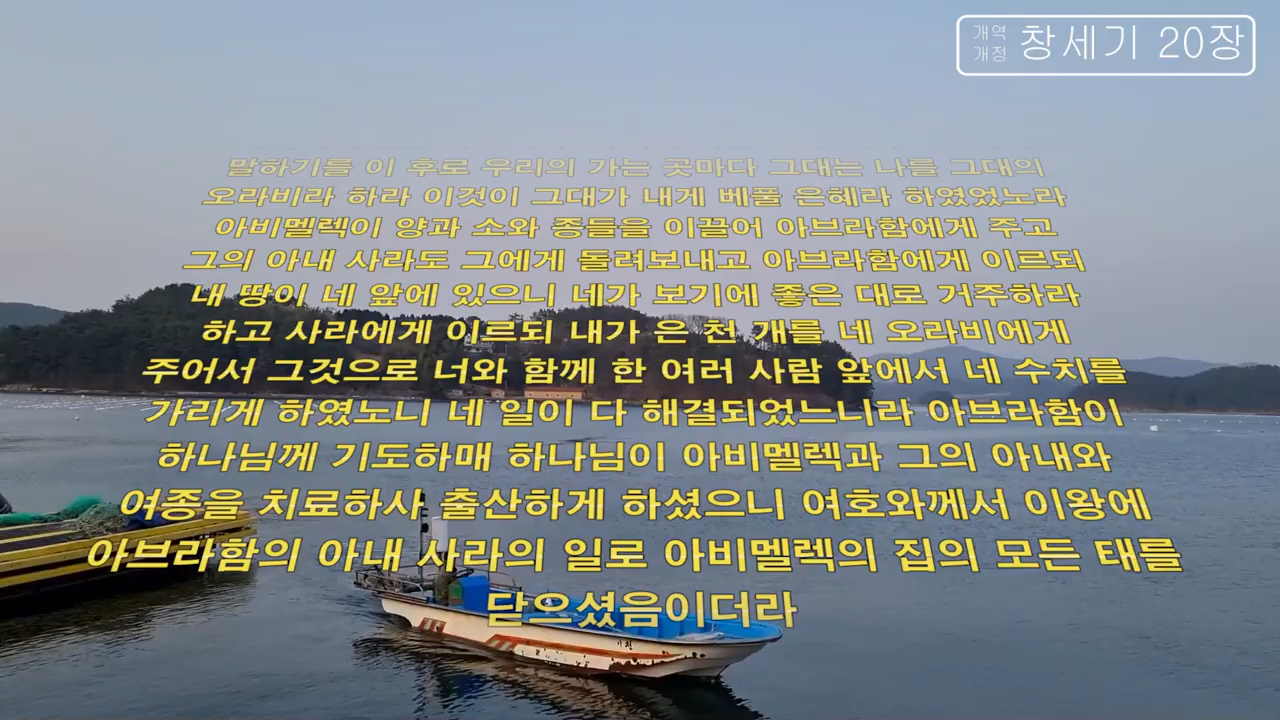 개역
개정
창세기 20장
말하기를 이 후로 우리의 가는 곳마다 그대는 나를 그대의
오라비라 하라 이것이 그대가 내게 베풀 은혜라 하였었노라
아비멜렉이 양과 소와 종들을 이끌어 아브라함에게 주고
그의 아내 사라도 그에게 돌려보내고 아브라함에게 이르되
내 땅이 네 앞에 있으니 네가 보기에 좋은 대로 거주하라
하고 사라에게 이르되 내가 은 천 개를 네 오라비에게
주어서 그것으로 너와 함께 한 여러 사람 앞에서 네 수치를
가리게 하였노니 네 일이 다 해결되었느니라 아브라함이
하나님께 기도하매 하나님이 아비멜렉과 그의 아내와
여종을 치료하사 출산하게 하셨으니 여호와께서 이왕에
아브라함의 아내 사라의 일로 아비멜렉의 집의 모든 태를
닫으셨음이더라